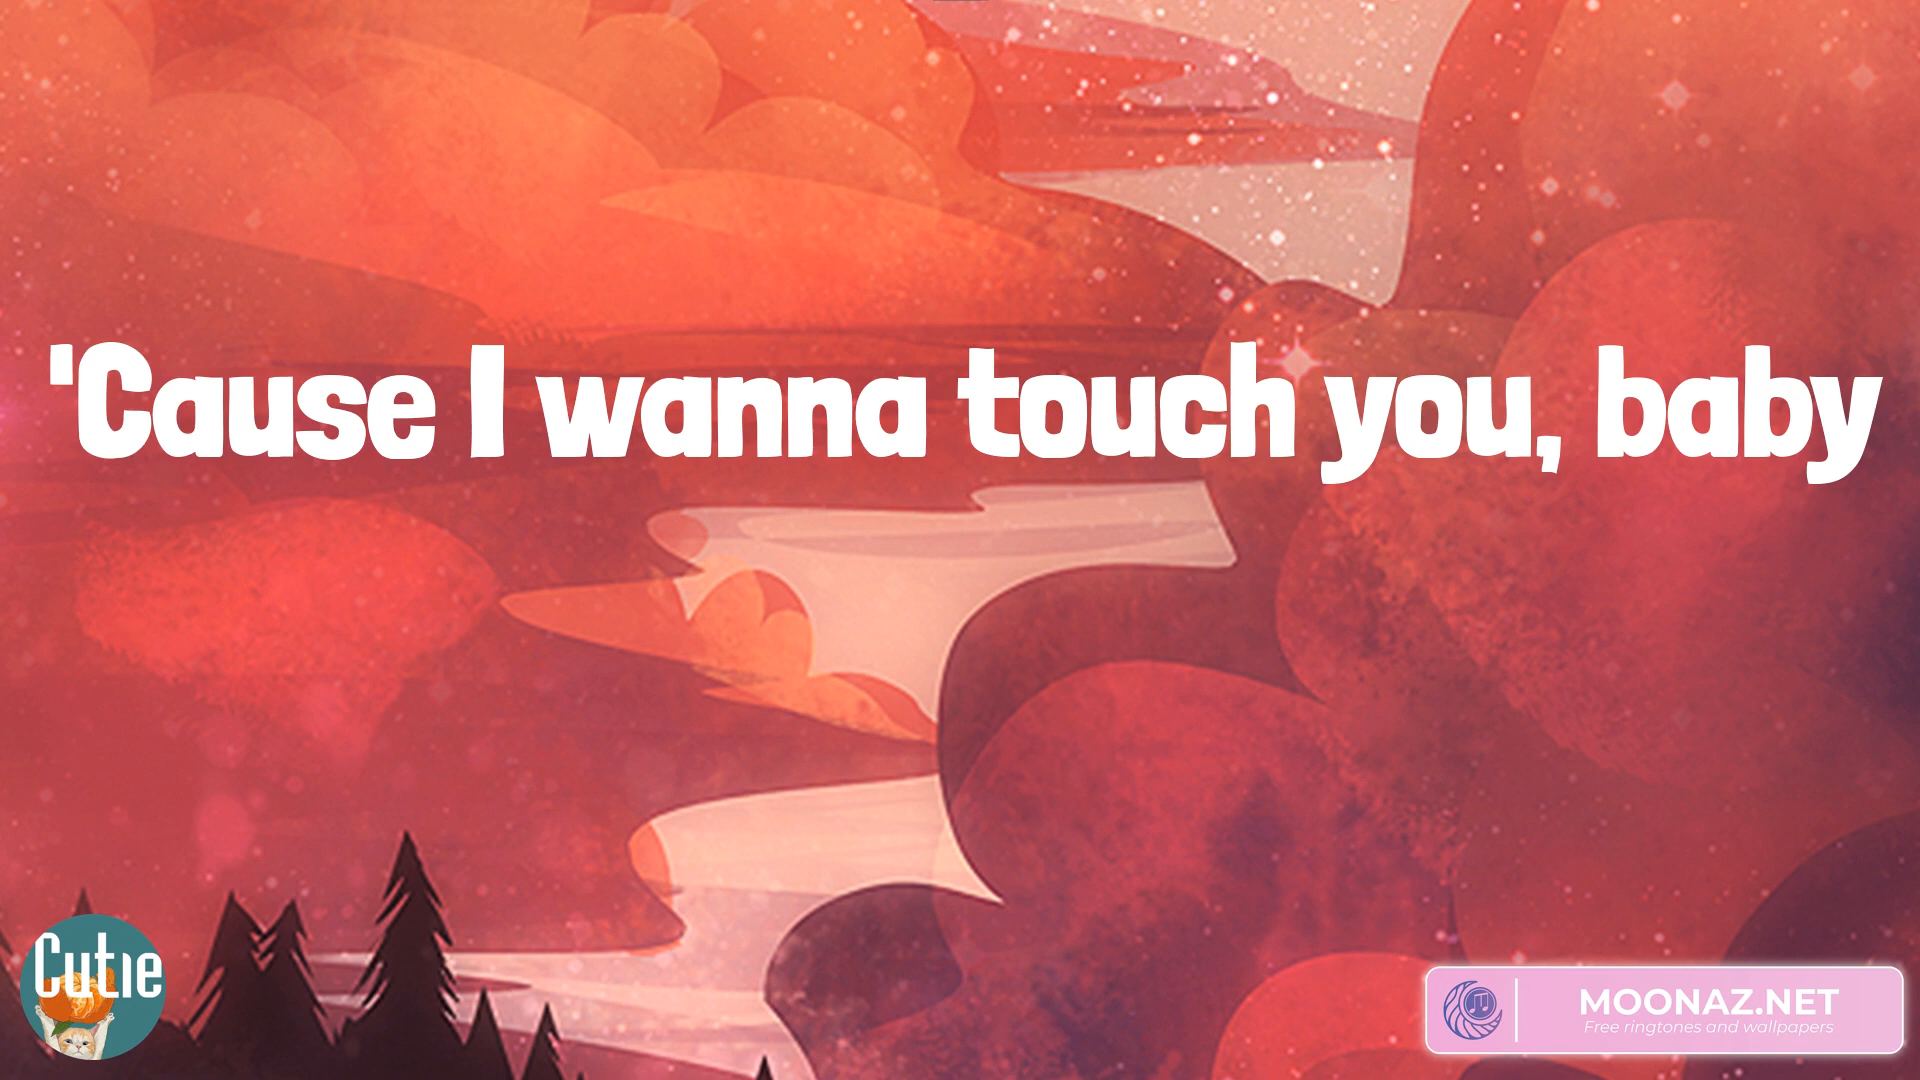 'Cause I wanna touch you, baby
Cutie
MOONAZ.NET
Free ringtones and wallpapers